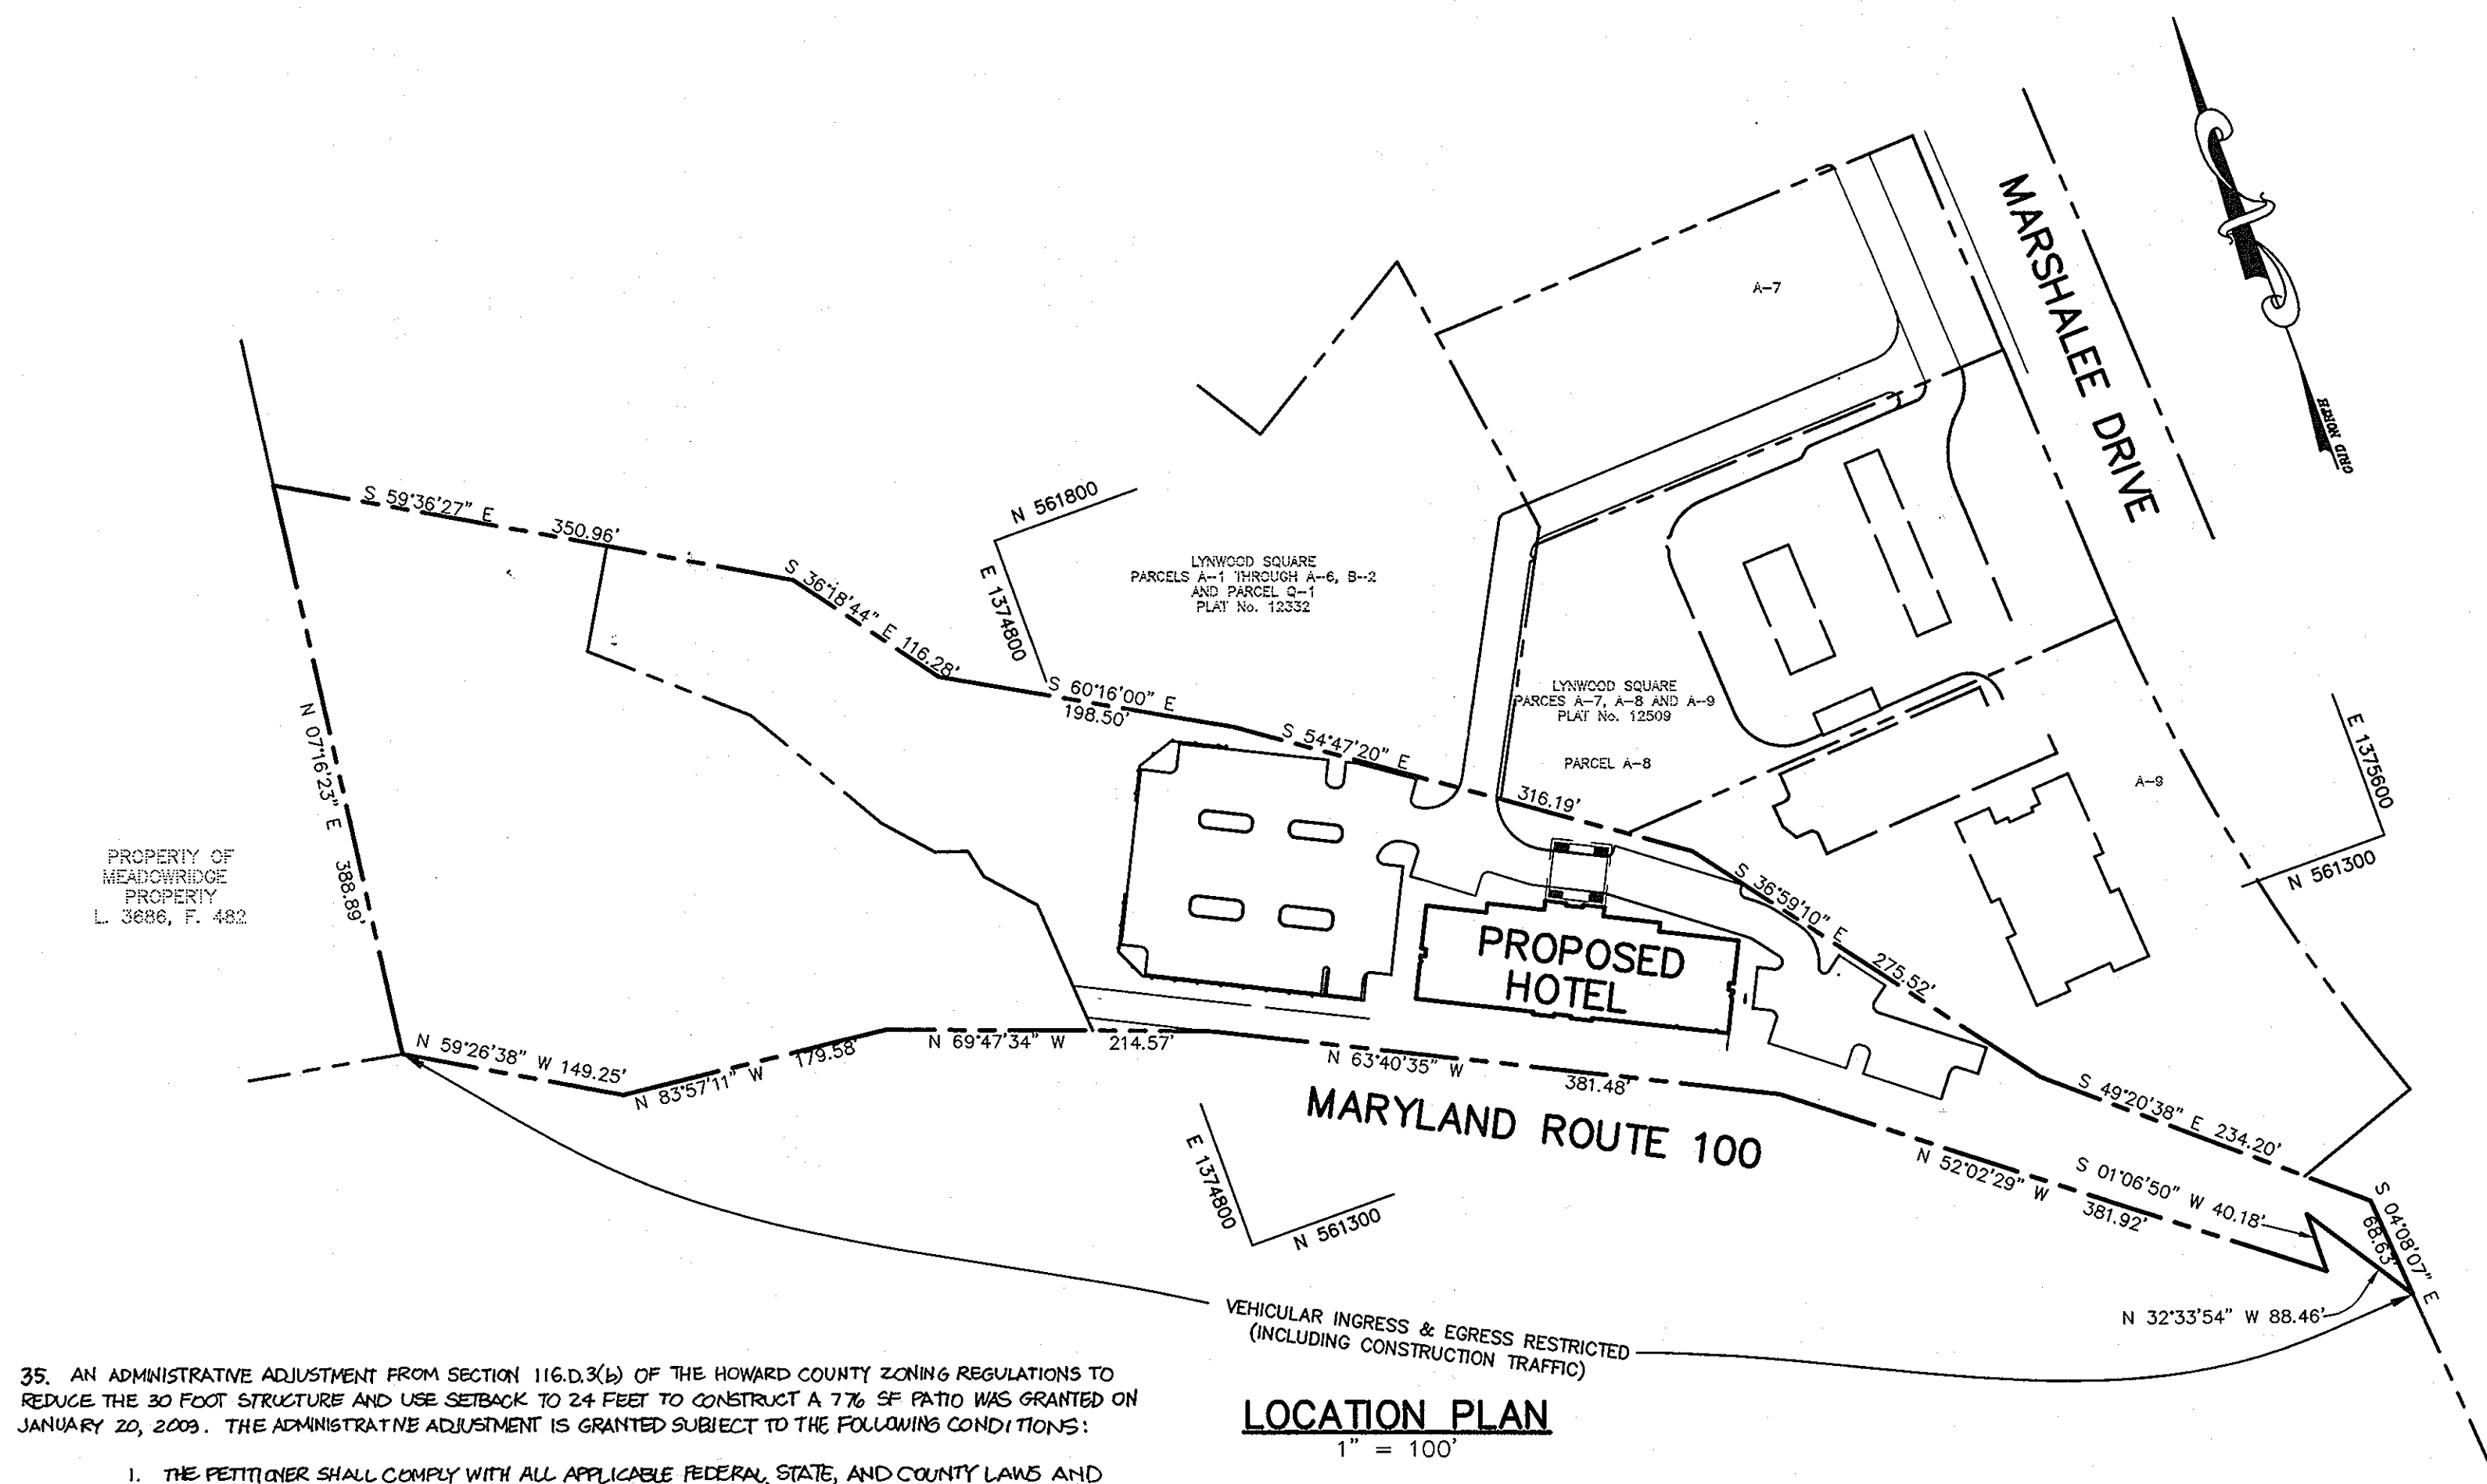 MARSHALEE DRIVE
GRID NORTH
A-7
S 59°36'27" E
350.96'
S 36°18'44" E 116.28'
N 561800
E 1374800
LYNWOOD SQUARE
PARCELS A-1 THROUGH A-6, B-2
AND PARCEL Q-1
PLAT No. 12332
S 60°16'00" E
198.50'
S 54°47'20" E
316.19'
LYNWOOD SQUARE
PARCES A-7, A-8 AND A-9
PLAT No. 12509
PARCEL A-8
A-9
E 1375600
N 561300
N 07°16'23" E
388.89'
PROPERTY OF
MEADOWRIDGE
PROPERTY
L. 3686, F. 482
S 36°59'10" E
275.52'
PROPOSED
HOTEL
N 59°26'38" W 149.25'
N 83°57'11" W
179.58'
N 69°47'34" W
214.57'
N 63°40'35" W
381.48'
MARYLAND ROUTE 100
S 49°20'38" E 234.20'
N 52°02'29" W
381.92'
S 01°06'50" W 40.18'
S 04°08'07" E
68.63'
N 32°33'54" W 88.46'
E 1374800
N 561300
VEHICULAR INGRESS & EGRESS RESTRICTED
(INCLUDING CONSTRUCTION TRAFFIC)
LOCATION PLAN
1" = 100'
35. AN ADMINISTRATIVE ADJUSTMENT FROM SECTION 116.D.3(b) OF THE HOWARD COUNTY ZONING REGULATIONS TO
REDUCE THE 30 FOOT STRUCTURE AND USE SETBACK TO 24 FEET TO CONSTRUCT A 776 SF PATIO WAS GRANTED ON
JANUARY 20, 2009. THE ADMINISTRATIVE ADJUSTMENT IS GRANTED SUBJECT TO THE FOLLOWING CONDITIONS:
1. THE PETITIONER SHALL COMPLY WITH ALL APPLICABLE FEDERAL, STATE, AND COUNTY LAWS AND